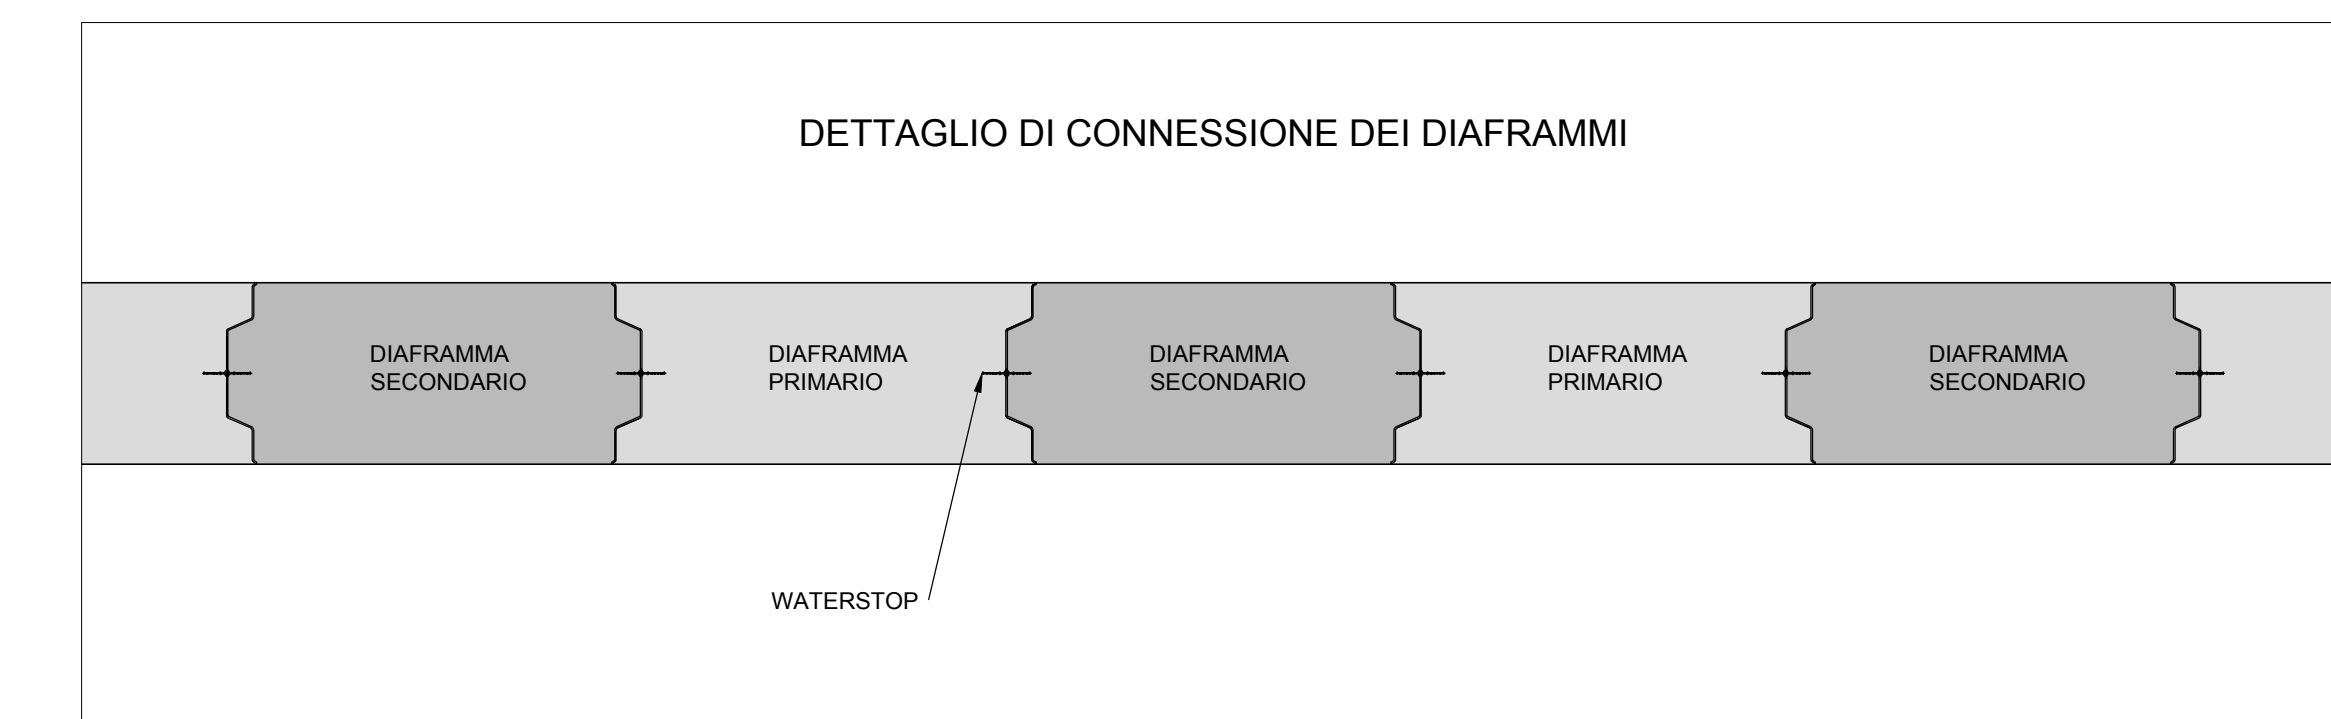 DETTAGLIO DI CONNESSIONE DEI DIAFRAMMI
DIAFRAMMA
SECONDARIO
DIAFRAMMA
PRIMARIO
DIAFRAMMA
SECONDARIO
DIAFRAMMA
PRIMARIO
DIAFRAMMA
SECONDARIO
WATERSTOP